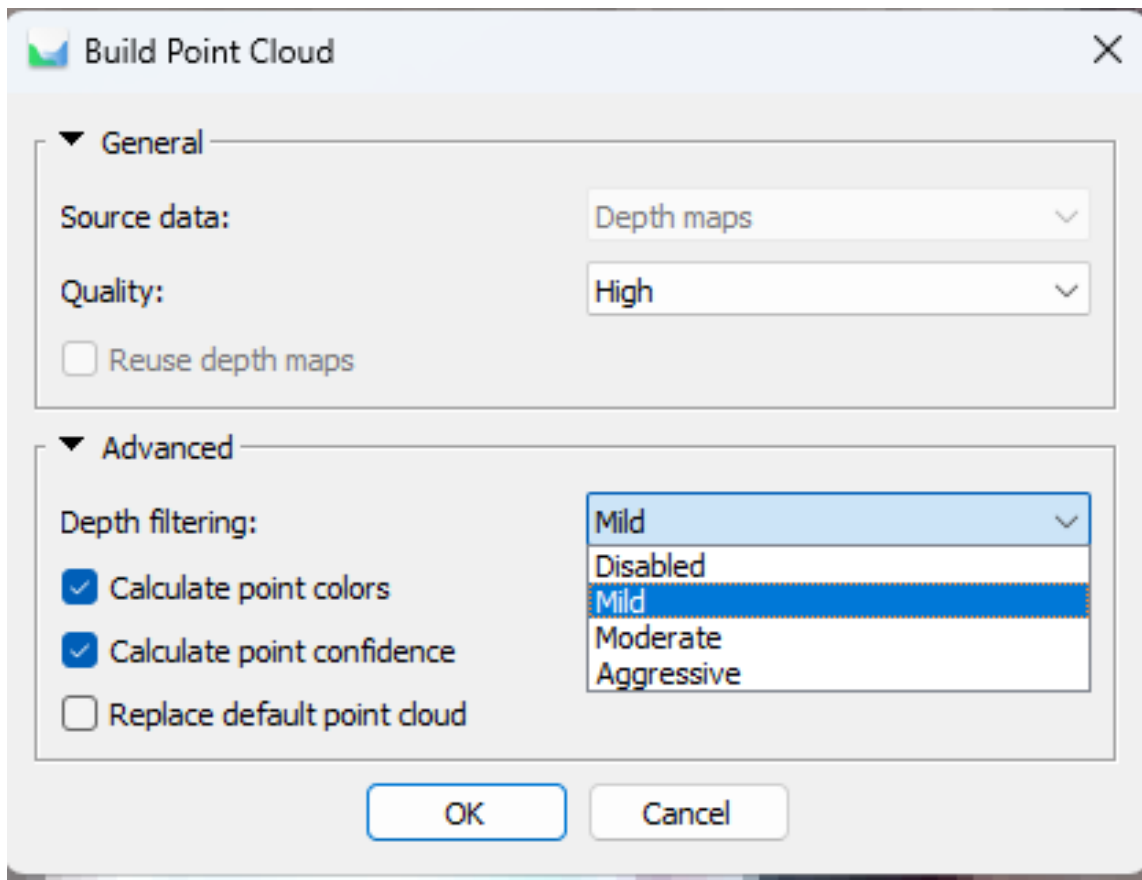 Build Point Cloud
General
Source data: Depth maps
Quality: High
Reuse depth maps
Advanced
Depth filtering: Mild
Disabled
Calculate point colors
Mild
Moderate
Calculate point confidence
Aggressive
Replace default point cloud
OK Cancel